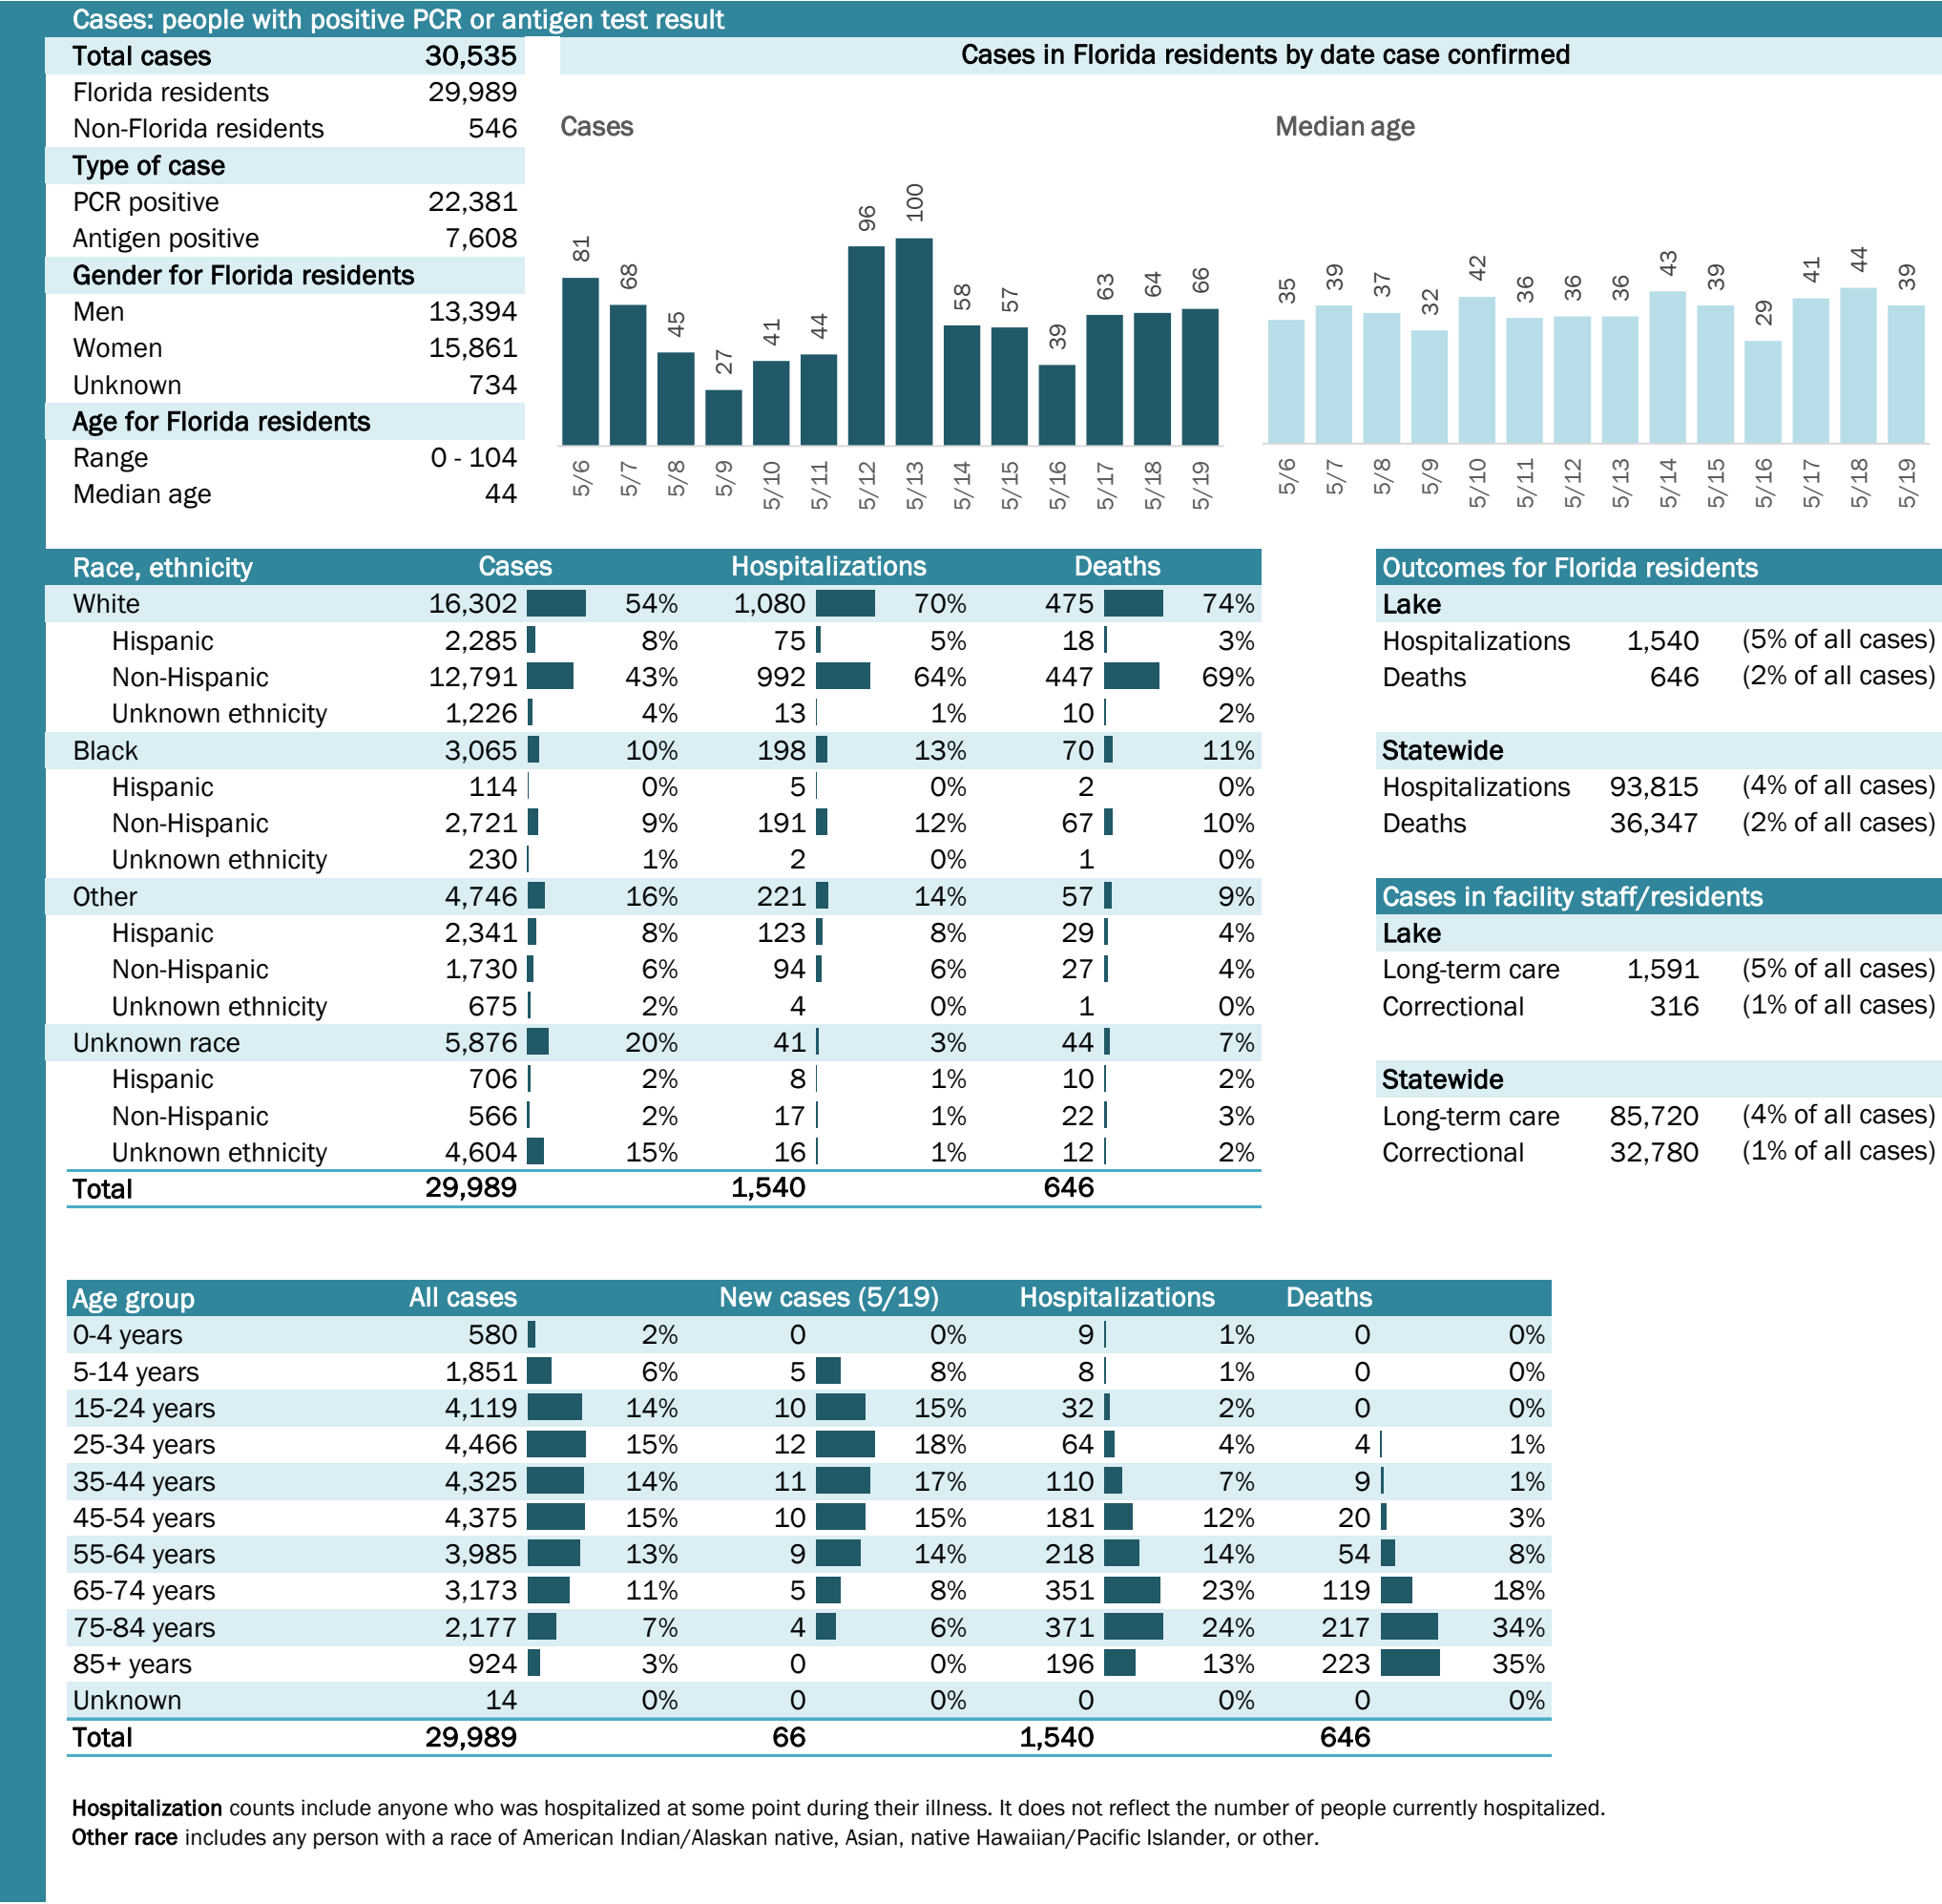 Cases: people with positive PCR or antigen test result
Total cases 30,535
Florida residents 29,989
Non-Florida residents 546
Type of case
PCR positive 22,381
Antigen positive 7,608
Gender for Florida residents
Men 13,394
Women 15,861
Unknown 734
Age for Florida residents
Range 0 - 104
Median age 44
Cases in Florida residents by date case confirmed
Cases
81 68 45 27 41 44 96 100 58 57 39 63 64 66
5/6 5/7 5/8 5/9 5/10 5/11 5/12 5/13 5/14 5/15 5/16 5/17 5/18 5/19
Median age
35 39 37 32 42 36 36 36 43 39 29 41 44 39
5/6 5/7 5/8 5/9 5/10 5/11 5/12 5/13 5/14 5/15 5/16 5/17 5/18 5/19
Race, ethnicity Cases Hospitalizations Deaths
White 16,302 54% 1,080 70% 475 74%
Hispanic 2,285 8% 75 5% 18 3%
Non-Hispanic 12,791 43% 992 64% 447 69%
Unknown ethnicity 1,226 4% 13 1% 10 2%
Black 3,065 10% 198 13% 70 11%
Hispanic 114 0% 5 0% 2 0%
Non-Hispanic 2,721 9% 191 12% 67 10%
Unknown ethnicity 230 1% 2 0% 1 0%
Other 4,746 16% 221 14% 57 9%
Hispanic 2,341 8% 123 8% 29 4%
Non-Hispanic 1,730 6% 94 6% 27 4%
Unknown ethnicity 675 2% 4 0% 1 0%
Unknown race 5,876 20% 41 3% 44 7%
Hispanic 706 2% 8 1% 10 2%
Non-Hispanic 566 2% 17 1% 22 3%
Unknown ethnicity 4,604 15% 16 1% 12 2%
Total 29,989 1,540 646
Outcomes for Florida residents
Lake
Hospitalizations 1,540 (5% of all cases)
Deaths 646 (2% of all cases)
Statewide
Hospitalizations 93,815 (4% of all cases)
Deaths 36,347 (2% of all cases)
Cases in facility staff/residents
Lake
Long-term care 1,591 (5% of all cases)
Correctional 316 (1% of all cases)
Statewide
Long-term care 85,720 (4% of all cases)
Correctional 32,780 (1% of all cases)
Age group All cases New cases (5/19) Hospitalizations Deaths
0-4 years 580 2% 0 0% 9 1% 0 0%
5-14 years 1,851 6% 5 8% 8 1% 0 0%
15-24 years 4,119 14% 10 15% 32 2% 0 0%
25-34 years 4,466 15% 12 18% 64 4% 4 1%
35-44 years 4,325 14% 11 17% 110 7% 9 1%
45-54 years 4,375 15% 10 15% 181 12% 20 3%
55-64 years 3,985 13% 9 14% 218 14% 54 8%
65-74 years 3,173 11% 5 8% 351 23% 119 18%
75-84 years 2,177 7% 4 6% 371 24% 217 34%
85+ years 924 3% 0 0% 196 13% 223 35%
Unknown 14 0% 0 0% 0 0% 0 0%
Total 29,989 66 1,540 646
Hospitalization counts include anyone who was hospitalized at some point during their illness. It does not reflect the number of people currently hospitalized.
Other race includes any person with a race of American Indian/Alaskan native, Asian, native Hawaiian/Pacific Islander, or other.